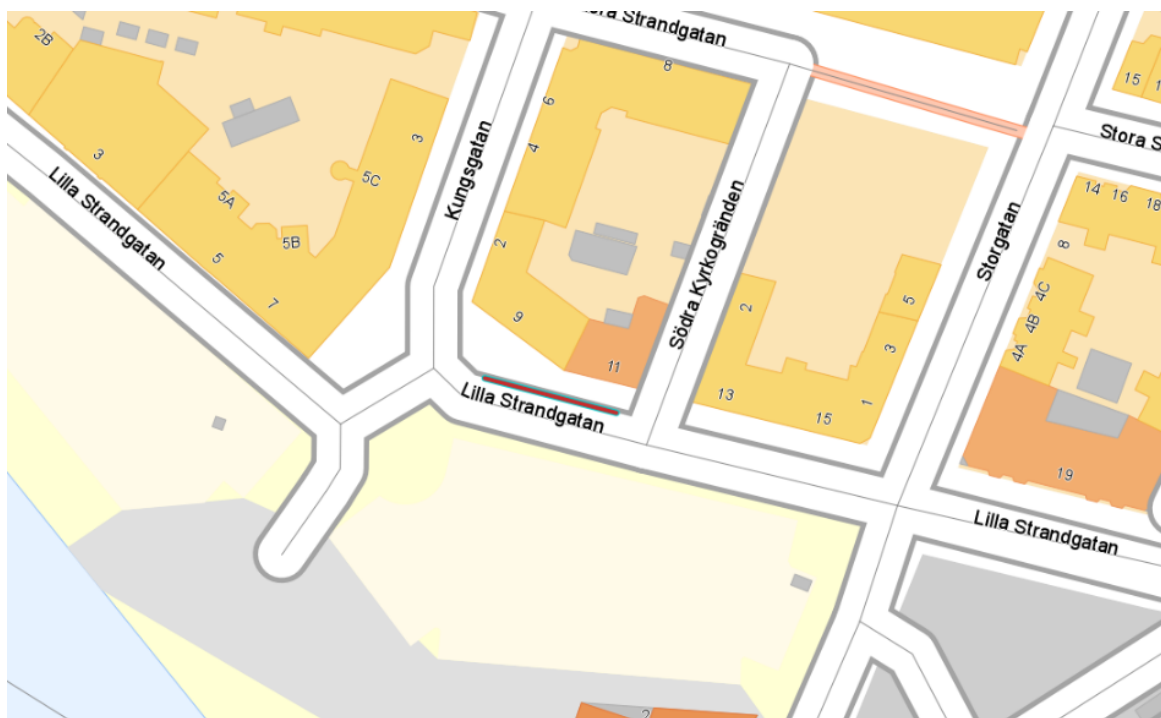 Strandgatan
2B
8
15
6
3
Kungsgatan
4
Stora S
3
5C
Lilla Strandgatan
5A
Södra Kyrkogränden
Storgatan
14 16 18
5B
2
8
5
4C
7
9
2
5
4B
3
4A
11
Lilla Strandgatan
13
15
1
19
Lilla Strandgatan
2